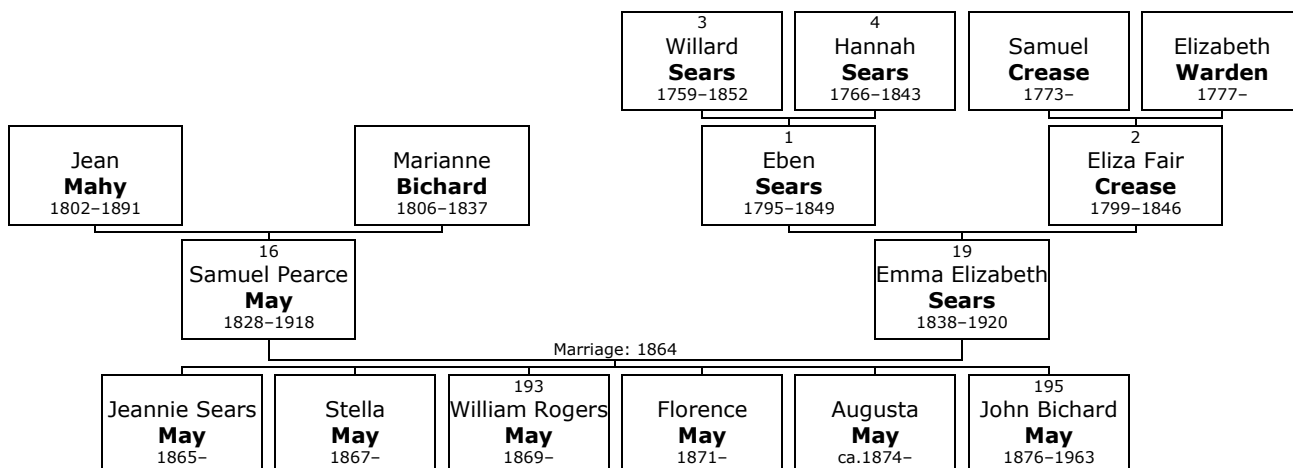 3
Willard
Sears
1759–1852
4
Hannah
Sears
1766–1843
Samuel
Crease
1773–
Elizabeth
Warden
1777–
Jean
Mahy
1802–1891
Marianne
Bichard
1806–1837
1
Eben
Sears
1795–1849
2
Eliza Fair
Crease
1799–1846
16
Samuel Pearce
May
1828–1918
19
Emma Elizabeth
Sears
1838–1920
Marriage: 1864
Jeannie Sears
May
1865–
Stella
May
1867–
193
William Rogers
May
1869–
Florence
May
1871–
Augusta
May
ca.1874–
195
John Bichard
May
1876–1963